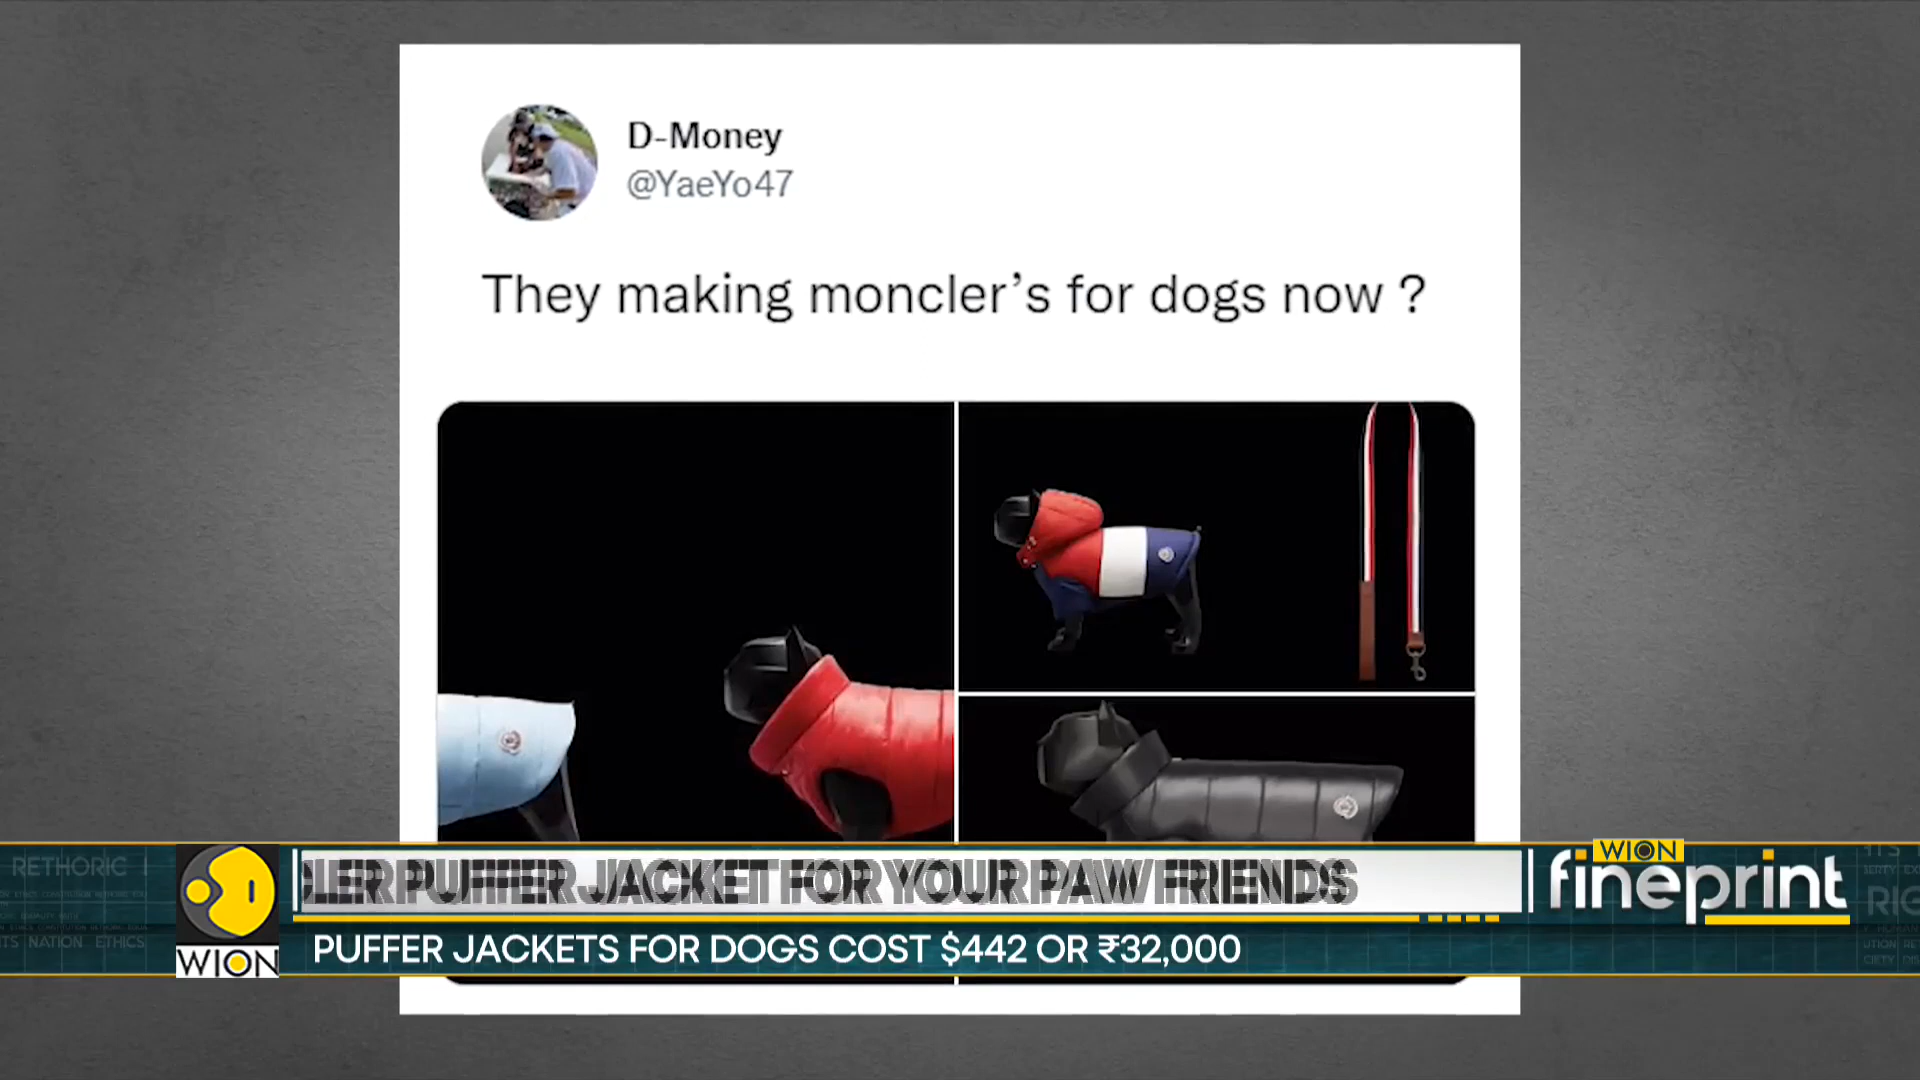 D-Money
@YaeYo47
They making moncler’s for dogs now ?
RETHORIC
NATION ETHICS
WION
LER PUFFER JACKET FOR YOUR PAW FRIENDS
PUFFER JACKETS FOR DOGS COST $442 OR ₹32,000
WION
fineprint